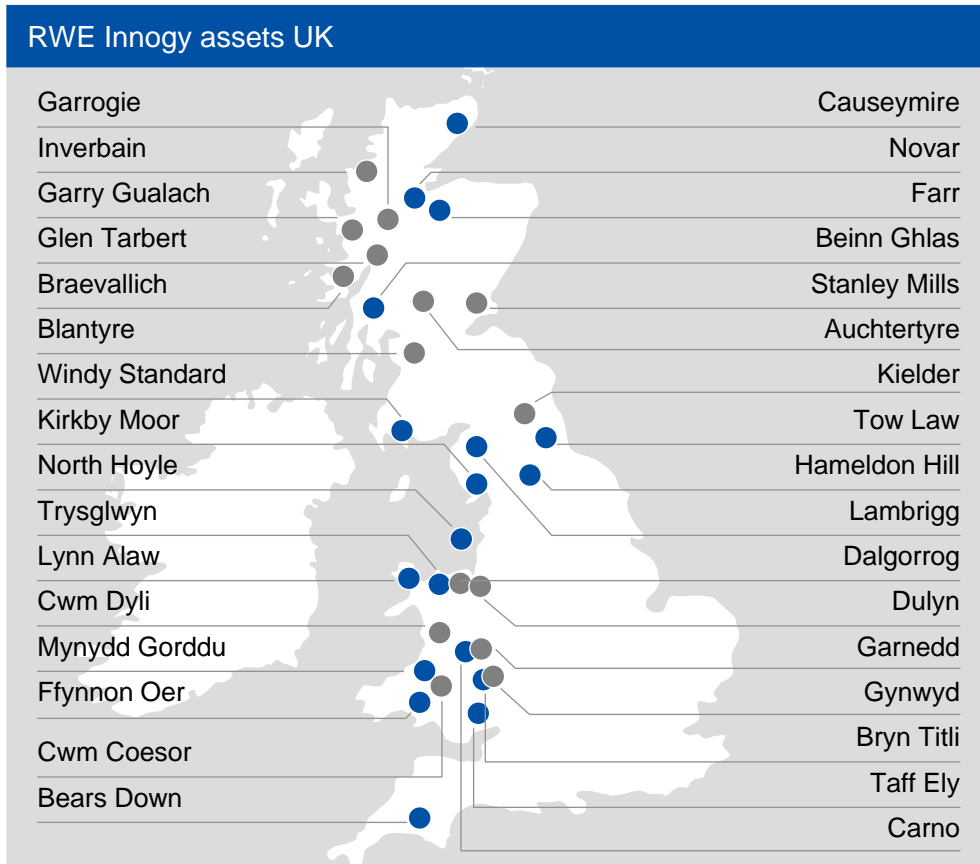 RWE Innogy assets UK
Garrogie
Inverbain
Garry Gualach
Glen Tarbert
Braevallich
Blantyre
Windy Standard
Kirkby Moor
North Hoyle
Trysglwyn
Lynn Alaw
Cwm Dyli
Mynydd Gorddu
Ffynnon Oer
Cwm Coesor
Bears Down
Causeymire
Novar
Farr
Beinn Ghlas
Stanley Mills
Auchtertyre
Kielder
Tow Law
Hameldon Hill
Lambrigg
Dalgorrog
Dulyn
Garnedd
Gynwyd
Bryn Titli
Taff Ely
Carno